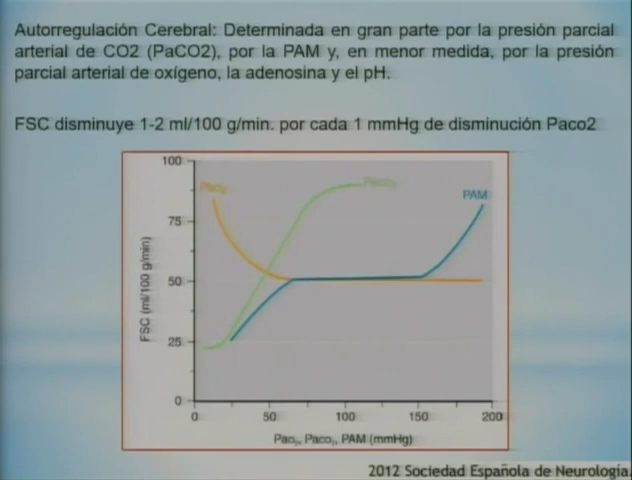 Autorregulación Cerebral: Determinada en gran parte por la presión parcial
arterial de CO2 (PaCO2), por la PAM y, en menor medida, por la presión
parcial arterial de oxígeno, la adenosina y el pH.
FSC disminuye 1-2 ml/100 g/min. por cada 1 mmHg de disminución Paco2
100
75
50
25
0
FSC (ml/100 g/min)
Pao₂
Paco₂
PAM
0 50 100 150 200
Pao₂, Paco₂, PAM (mmHg)
2012 Sociedad Española de Neurología.